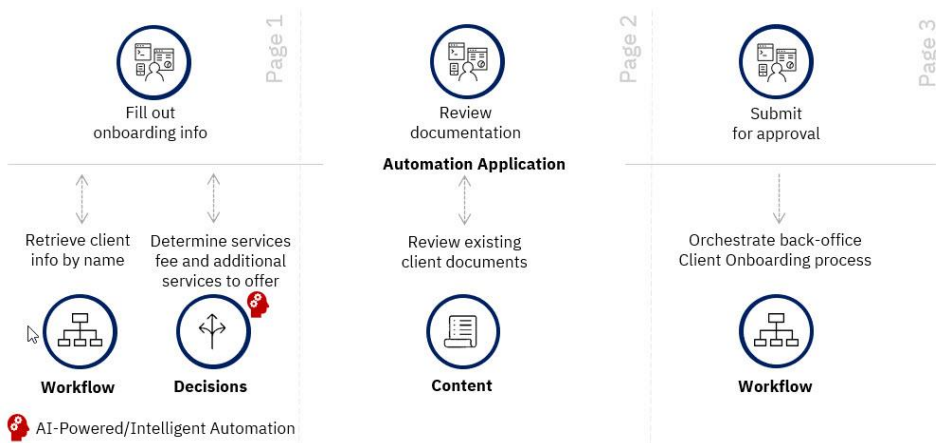 Page 1
Page 2
Page 3
Fill out
onboarding info
Review
documentation
Submit
for approval
Automation Application
Retrieve client
info by name
Determine services
fee and additional
services to offer
Review existing
client documents
Orchestrate back-office
Client Onboarding process
Workflow
Decisions
Content
Workflow
AI-Powered/Intelligent Automation